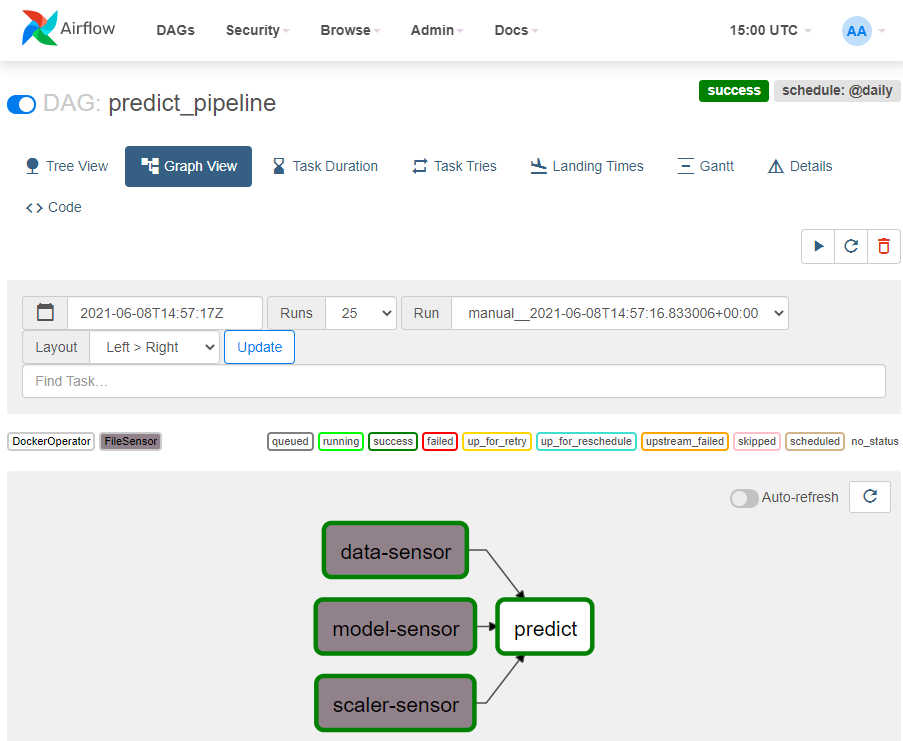 Airflow DAGs Security Browse Admin Docs 15:00 UTC AA
DAG: predict_pipeline success schedule: @daily
Tree View Graph View Task Duration Task Tries Landing Times Gantt Details
Code
2021-06-08T14:57:17Z Runs 25 Run manual__2021-06-08T14:57:16.833006+00:00
Layout Left > Right Update
Find Task...
DockerOperator FileSensor queued running success failed up_for_retry up_for_reschedule upstream_failed skipped scheduled no_status
Auto-refresh
data-sensor
model-sensor predict
scaler-sensor